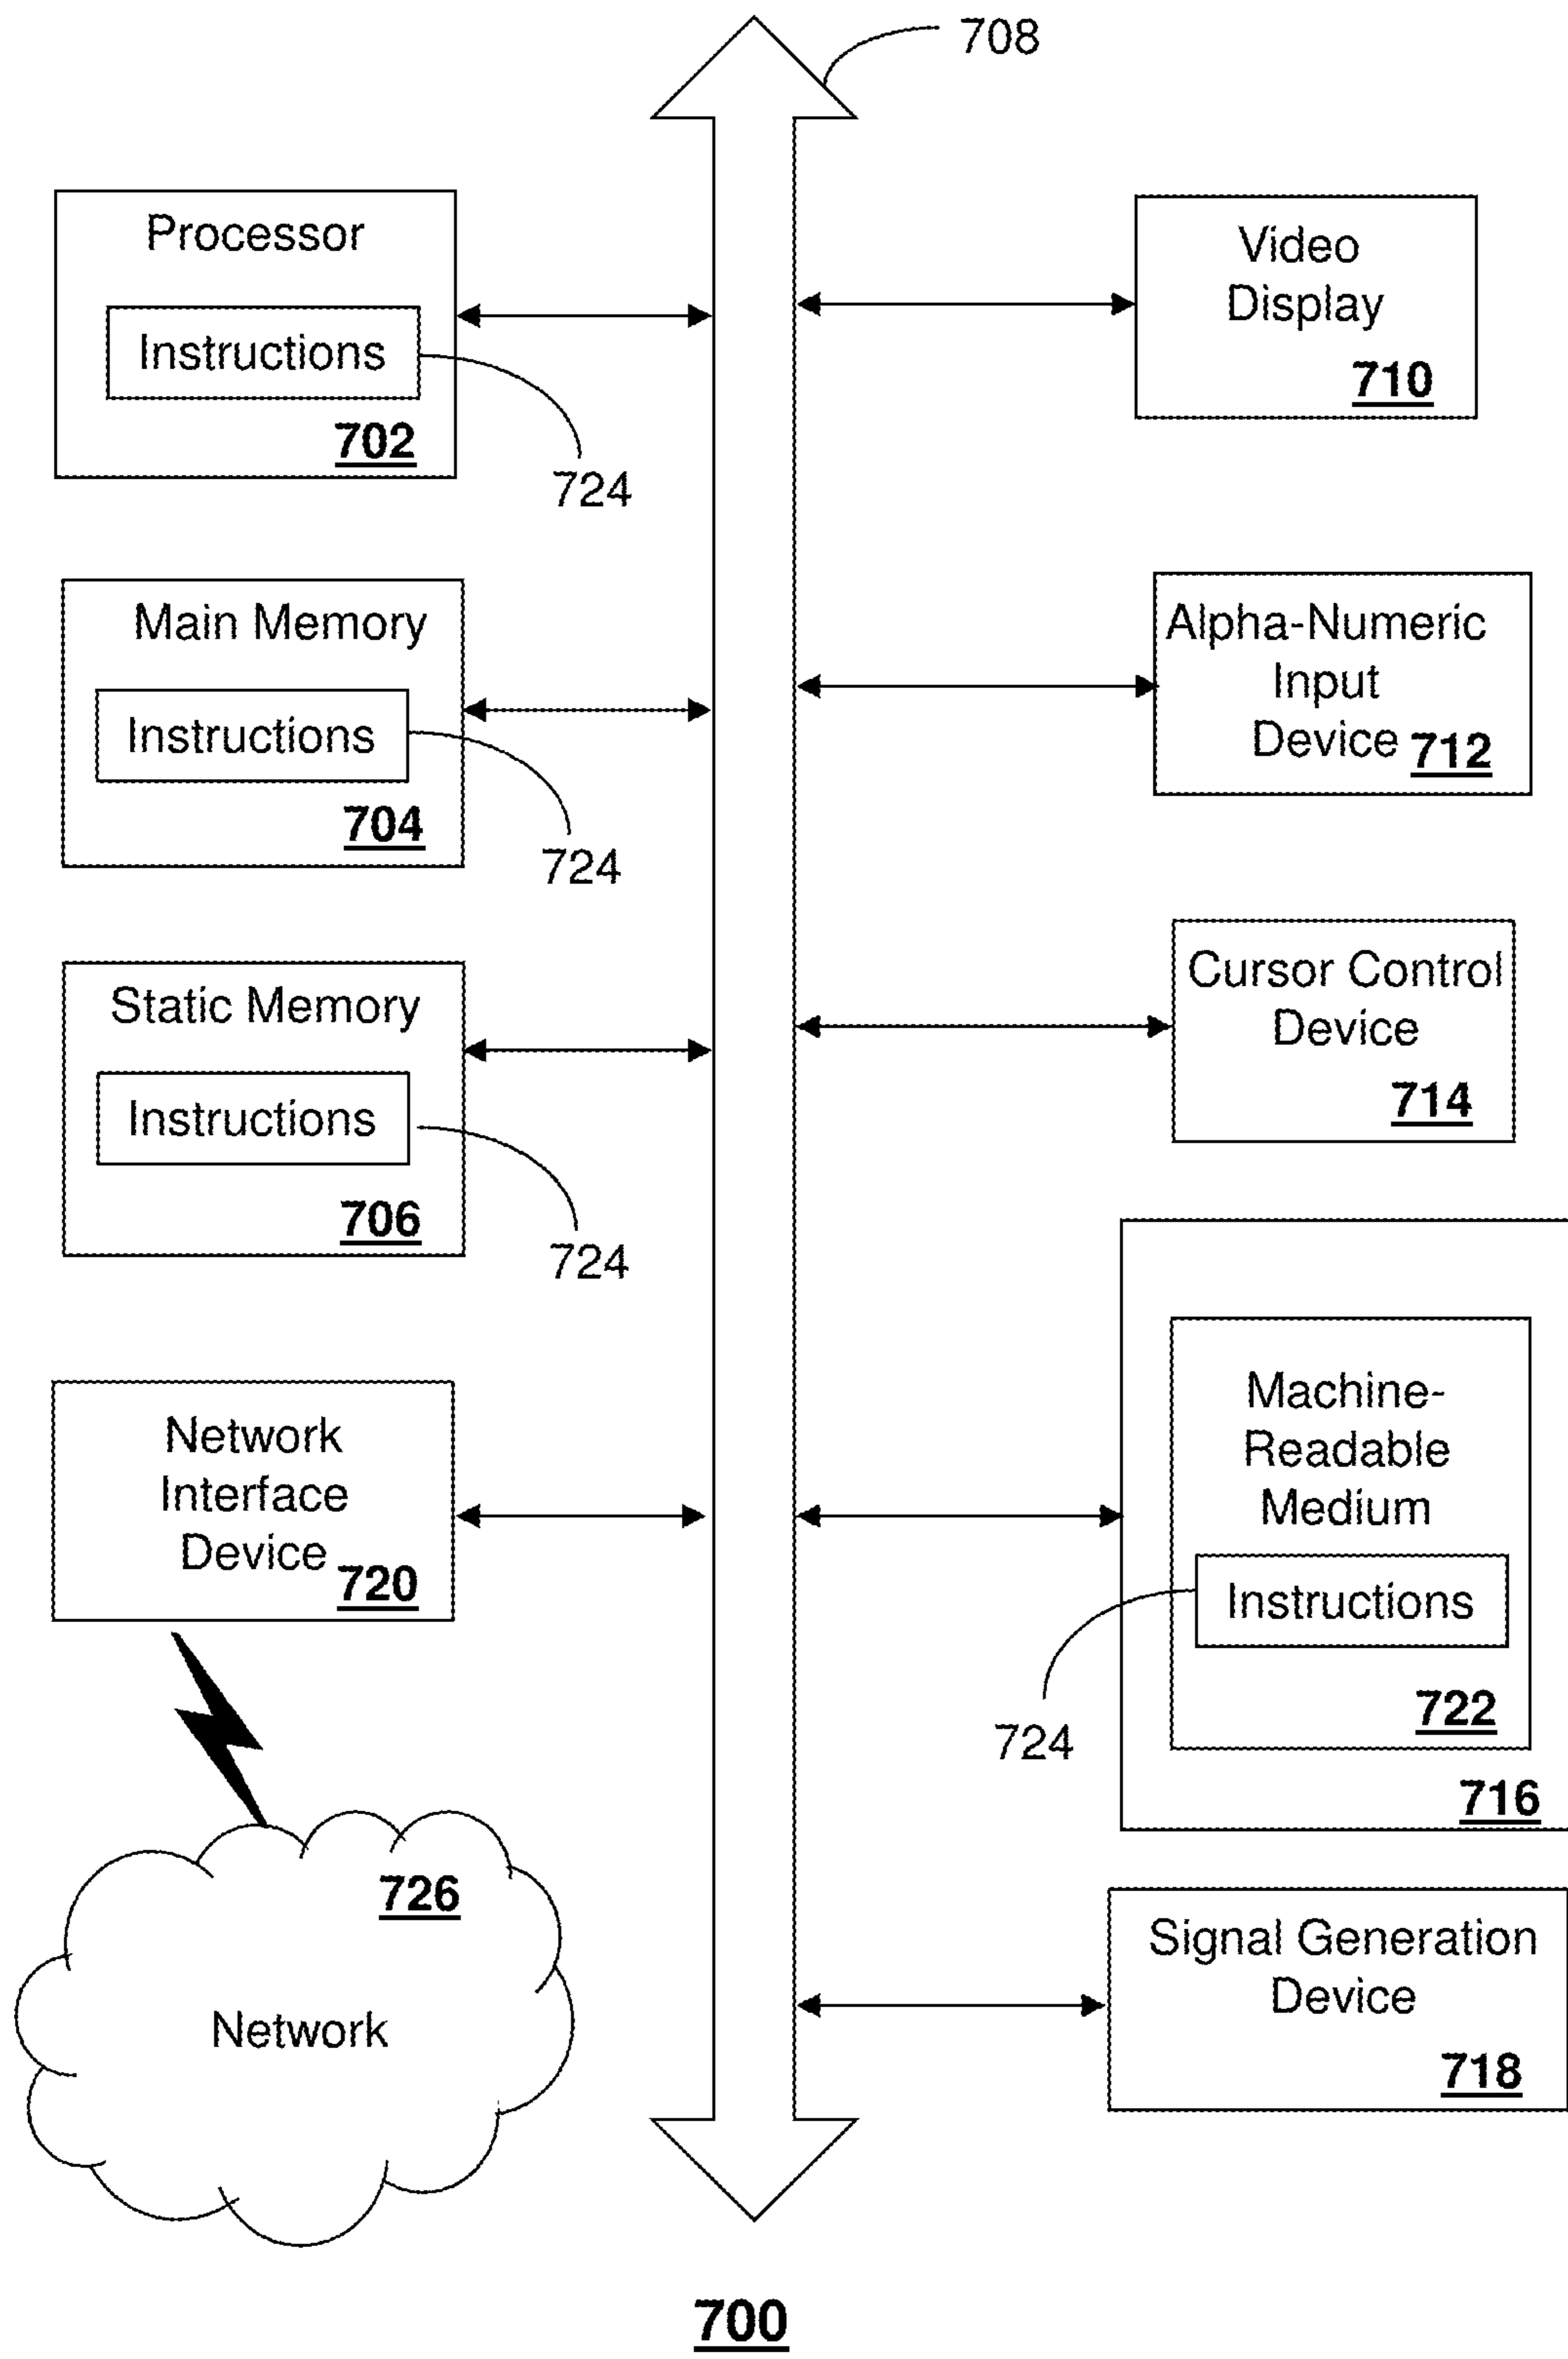 708
Processor
Instructions
702
724
Main Memory
Instructions
704
724
Static Memory
Instructions
706
724
Network
Interface
Device
720
726
Network
Video
Display
710
Alpha-Numeric
Input
Device 712
Cursor Control
Device
714
Machine-
Readable
Medium
Instructions
724
722
716
Signal Generation
Device
718
700